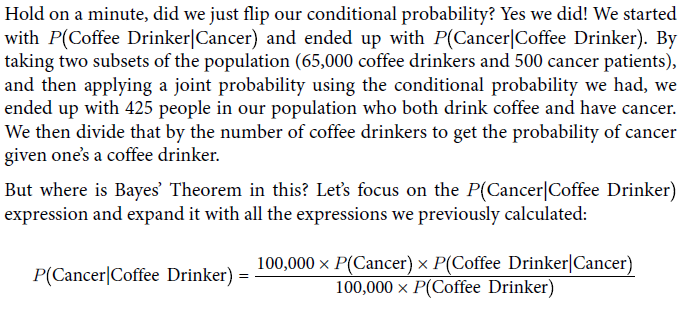 Hold on a minute, did we just flip our conditional probability? Yes we did! We started
with P(Coffee Drinker|Cancer) and ended up with P(Cancer|Coffee Drinker). By
taking two subsets of the population (65,000 coffee drinkers and 500 cancer patients),
and then applying a joint probability using the conditional probability we had, we
ended up with 425 people in our population who both drink coffee and have cancer.
We then divide that by the number of coffee drinkers to get the probability of cancer
given one’s a coffee drinker.
But where is Bayes’ Theorem in this? Let’s focus on the P(Cancer|Coffee Drinker)
expression and expand it with all the expressions we previously calculated:
P(Cancer|Coffee Drinker) = 100,000 × P(Cancer) × P(Coffee Drinker|Cancer)
100,000 × P(Coffee Drinker)